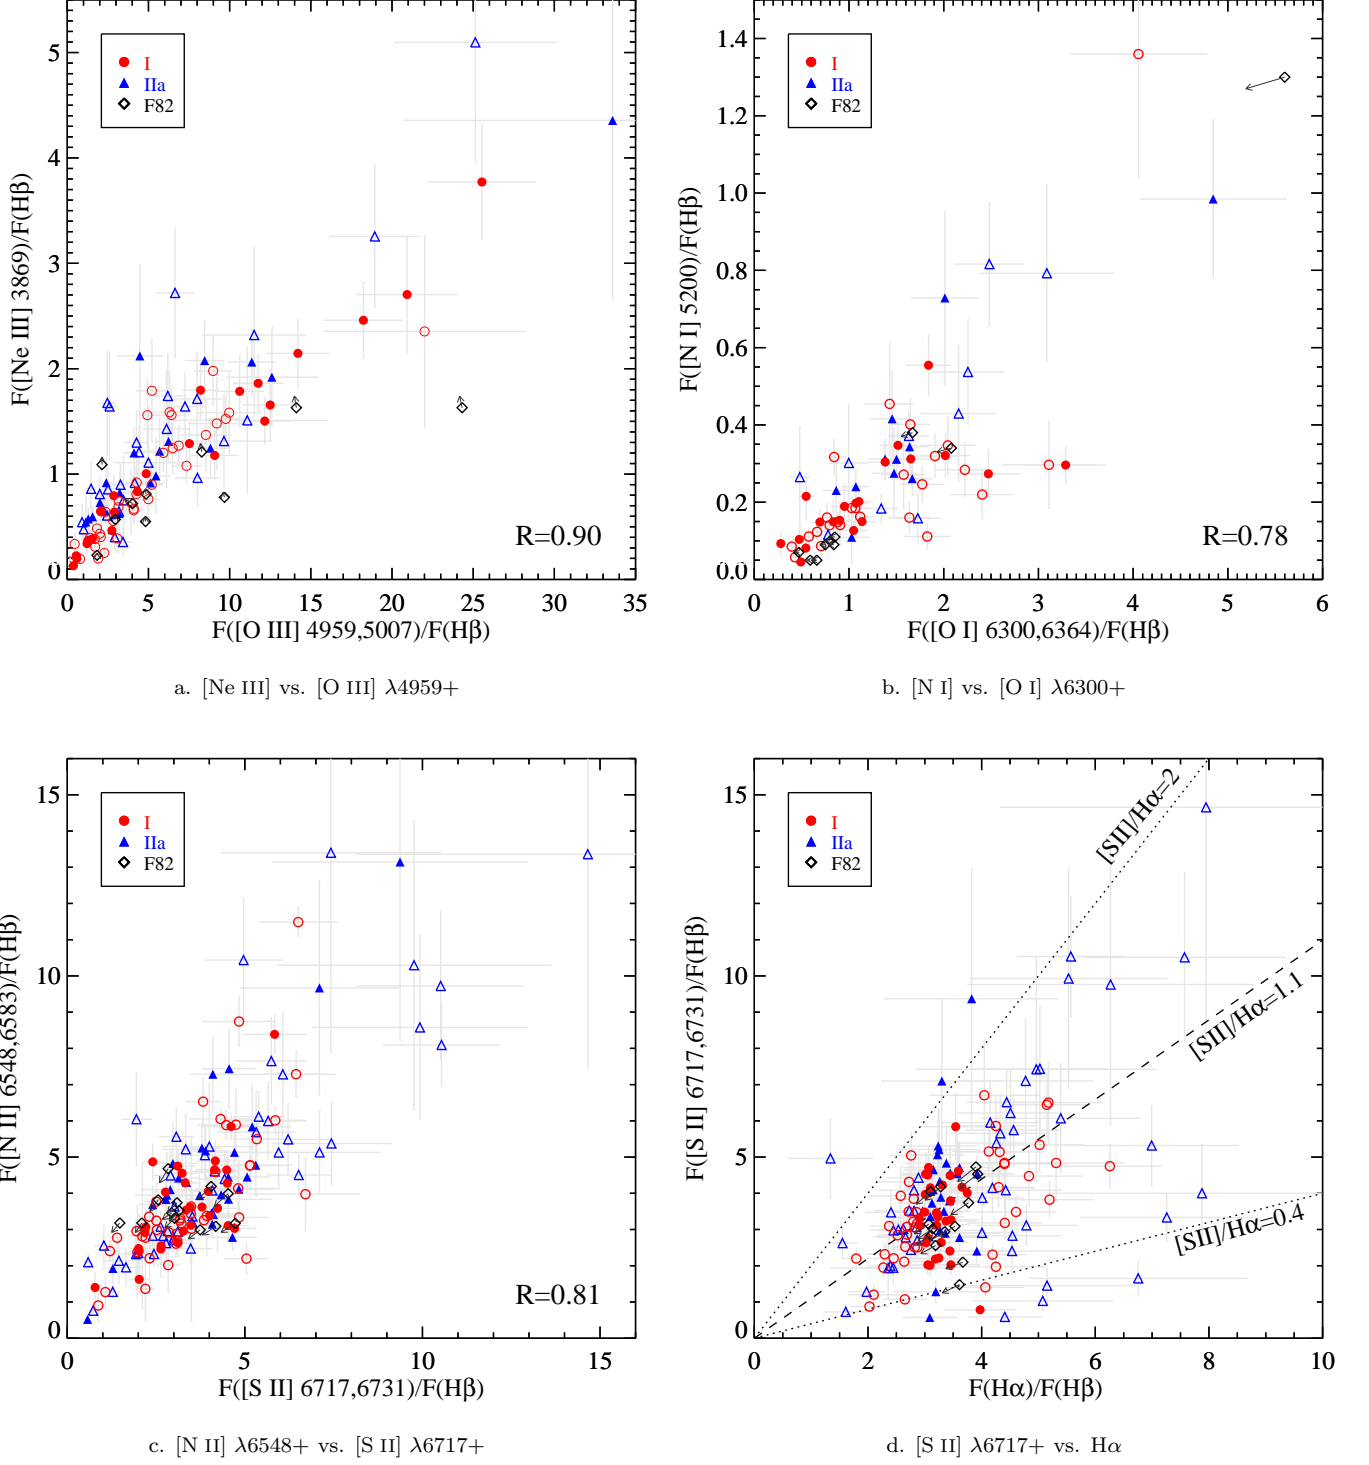 5
4
3
2
1
0
F([Ne III] 3869)/F(Hβ)
I
IIa
F82
R=0.90
0 5 10 15 20 25 30 35
F([O III] 4959,5007)/F(Hβ)
a. [Ne III] vs. [O III] λ4959+
1.4
1.2
1.0
0.8
0.6
0.4
0.2
0.0
F([N I] 5200)/F(Hβ)
I
IIa
F82
R=0.78
0 1 2 3 4 5 6
F([O I] 6300,6364)/F(Hβ)
b. [N I] vs. [O I] λ6300+
15
10
5
0
F([N II] 6548,6583)/F(Hβ)
I
IIa
F82
R=0.81
0 5 10 15
F([S II] 6717,6731)/F(Hβ)
c. [N II] λ6548+ vs. [S II] λ6717+
15
10
5
0
F([S II] 6717,6731)/F(Hβ)
I
IIa
F82
[SII]/Hα=2
[SII]/Hα=1.1
[SII]/Hα=0.4
0 2 4 6 8 10
F(Hα)/F(Hβ)
d. [S II] λ6717+ vs. Hα